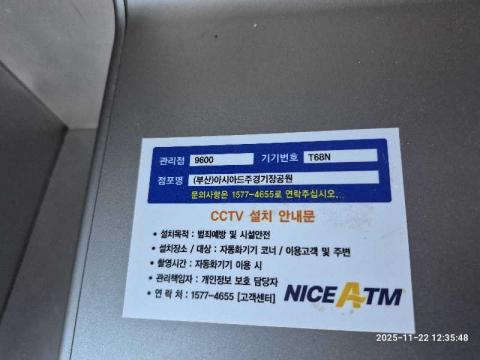 관리점 9600 기기번호 T68N
점포명 (부산)아시아드주경기장공원
문의사항은 1577-4655로 연락주십시오.
CCTV 설치 안내문
• 설치목적 : 범죄예방 및 시설안전
• 설치장소 / 대상 : 자동화기기 코너 / 이용고객 및 주변
• 촬영시간 : 자동화기기 이용 시
• 관리책임자 : 개인정보 보호 담당자
• 연 락 처 : 1577-4655 [고객센터]
NICE ATM
2025-11-22 12:35:48